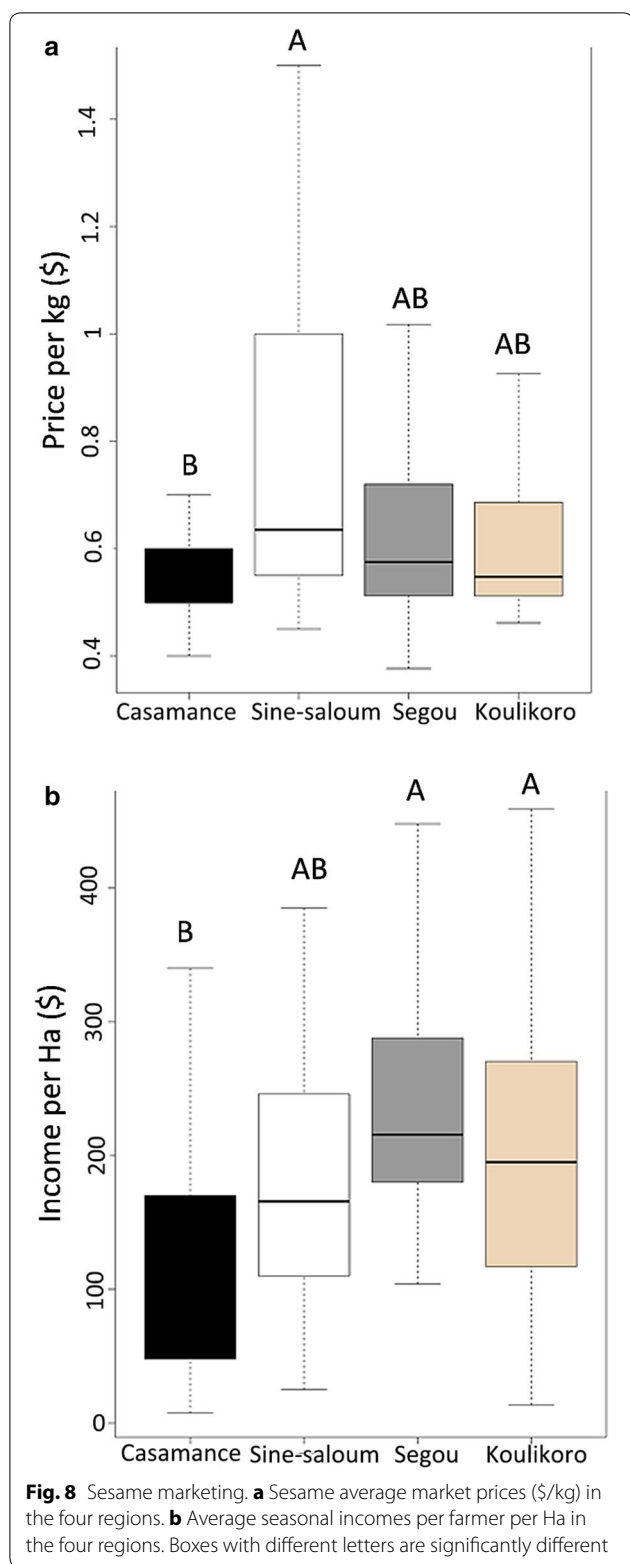 a
A
1.4
1.2
AB
1
AB
Price per kg ($)
0.8
B
0.6
0.4
Casamance Sine-saloum Segou Koulikoro
b
A
A
400
AB
B
300
Income per Ha ($)
200
100
0
Casamance Sine-saloum Segou Koulikoro
Fig. 8 Sesame marketing. a Sesame average market prices ($/kg) in
the four regions. b Average seasonal incomes per farmer per Ha in
the four regions. Boxes with different letters are significantly different